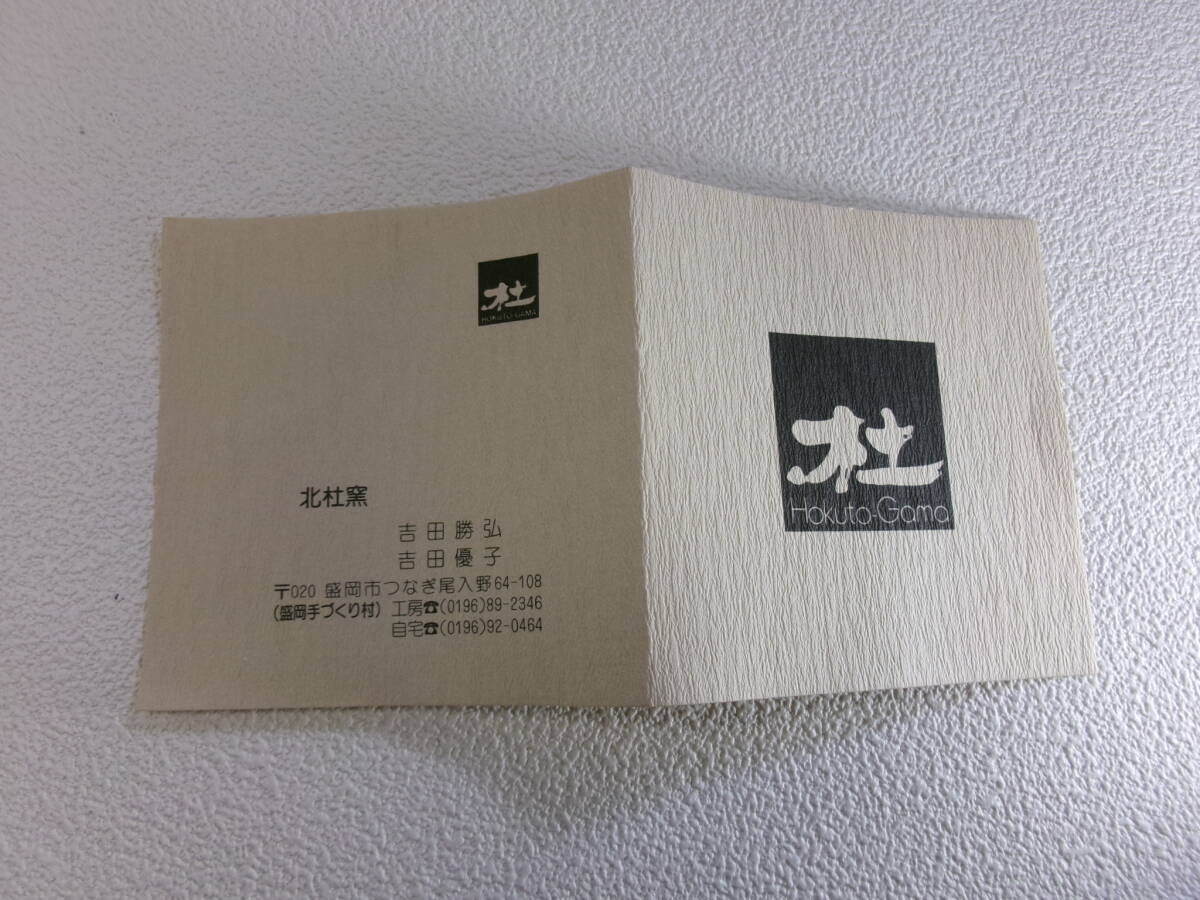 杜
HOKUTO-GAMA
北杜窯
吉田勝弘
吉田優子
〒020 盛岡市つなぎ尾入野64-108
(盛岡手づくり村) 工房☎(0196)89-2346
自宅☎(0196)92-0464
杜
Hokuto-Gama